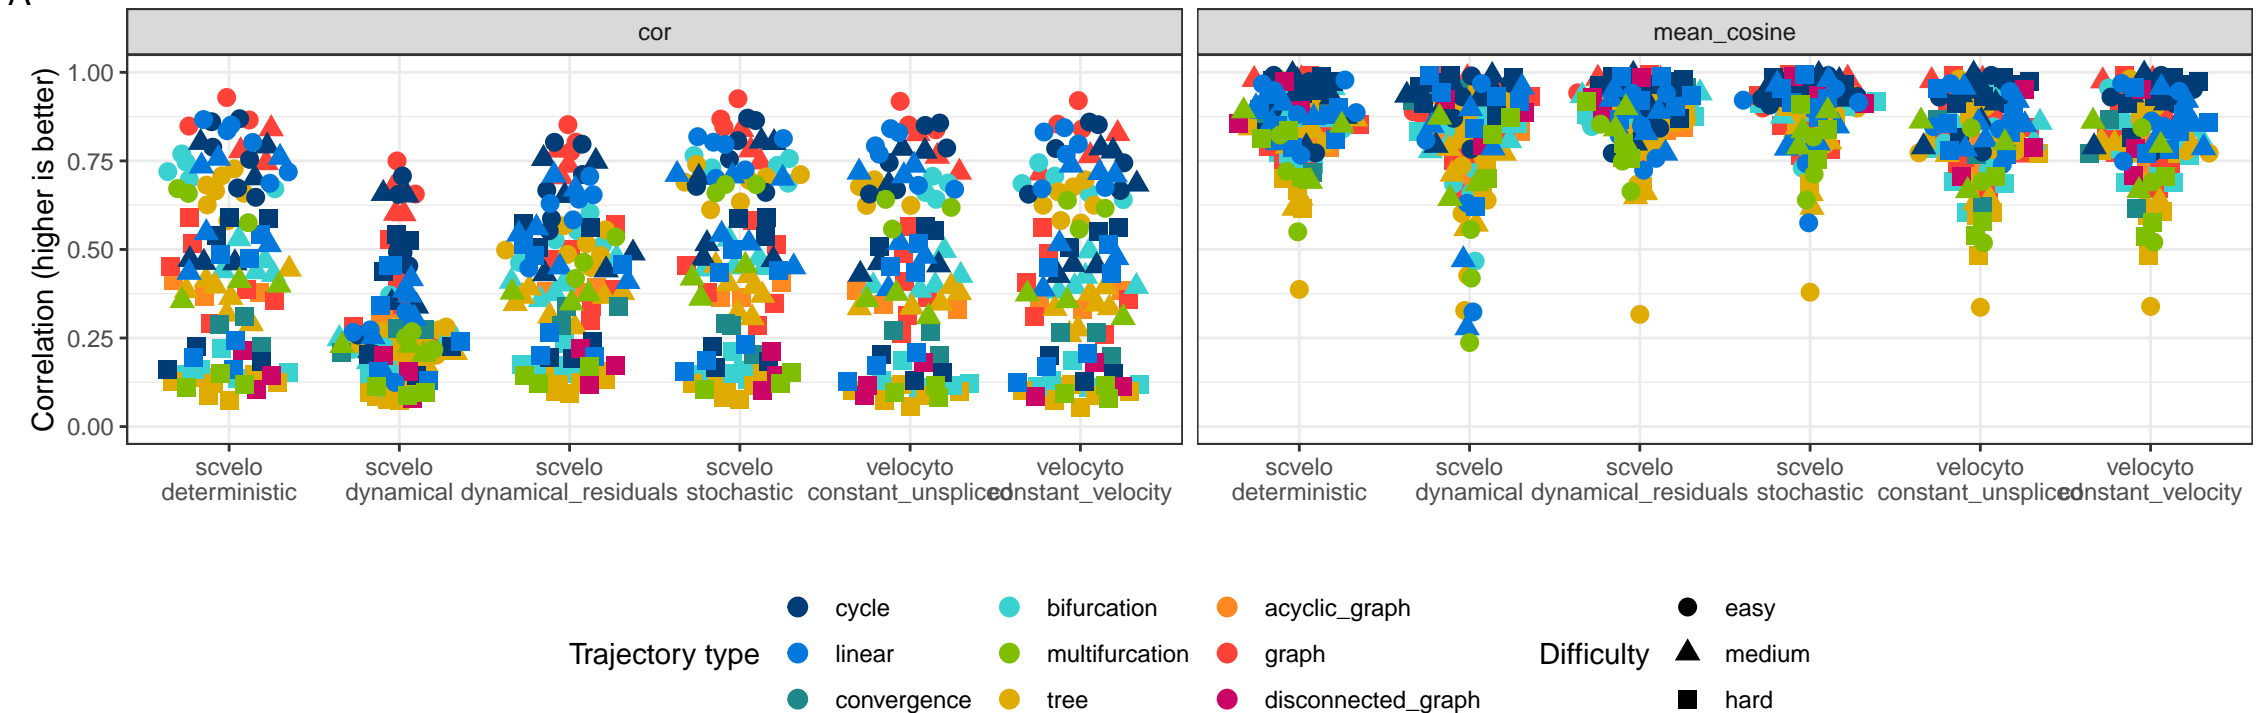 A
cor
mean_cosine
Correlation (higher is better)
1.00
0.75
0.50
0.25
0.00
scvelo deterministic
scvelo dynamical
scvelo dynamical_residuals
scvelo stochastic
velocyto constant_unspliced
velocyto constant_velocity
scvelo deterministic
scvelo dynamical
scvelo dynamical_residuals
scvelo stochastic
velocyto constant_unspliced
velocyto constant_velocity
Trajectory type
cycle
linear
convergence
bifurcation
multifurcation
tree
acyclic_graph
graph
disconnected_graph
Difficulty
easy
medium
hard